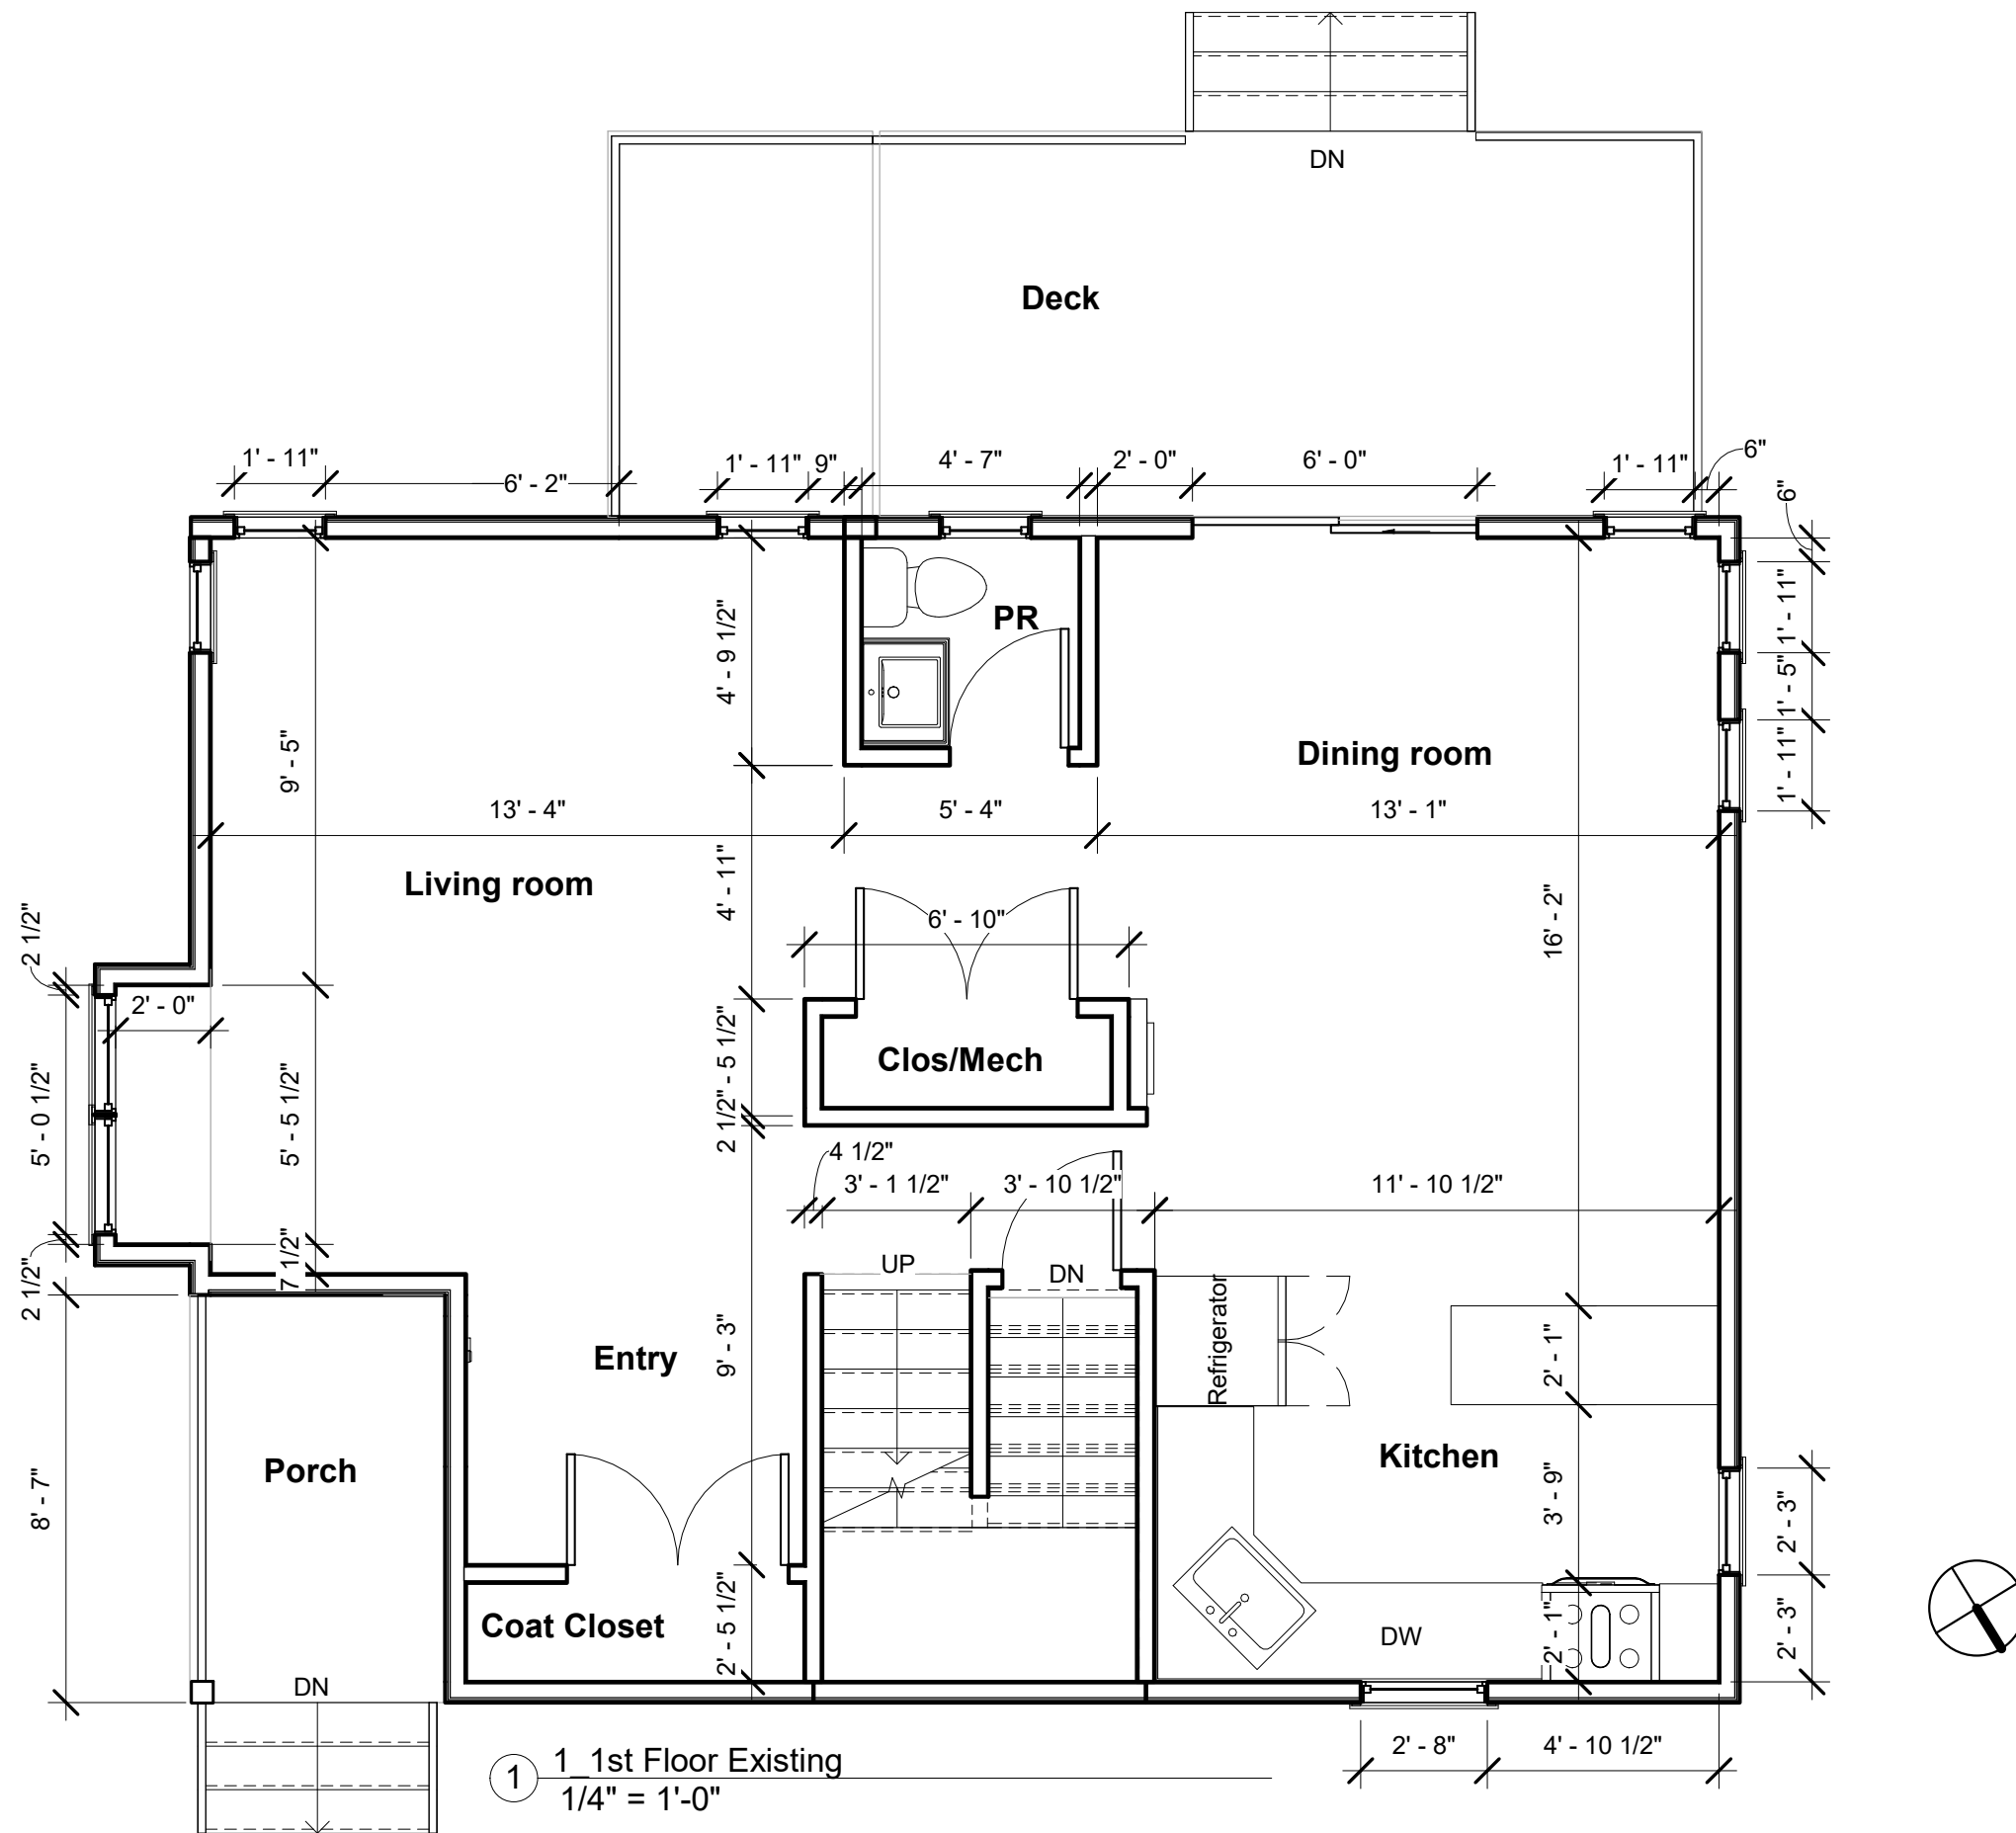 DN
Deck
1' - 11"
6' - 2"
1' - 11"
9"
4' - 7"
2' - 0"
6' - 0"
1' - 11"
6"
6"
PR
4' - 9 1/2"
1' - 11"
1' - 5"
1' - 11"
9' - 5"
Dining room
13' - 4"
5' - 4"
13' - 1"
Living room
4' - 11"
6' - 10"
16' - 2"
2 1/2"
2' - 0"
Clos/Mech
2' - 5 1/2"
2 1/2"
5' - 0 1/2"
5' - 5 1/2"
4 1/2"
3' - 1 1/2"
3' - 10 1/2"
11' - 10 1/2"
7 1/2"
2 1/2"
UP
DN
Refrigerator
Entry
9' - 3"
2' - 1"
Porch
Kitchen
8' - 7"
3' - 9"
2' - 3"
Coat Closet
2' - 5 1/2"
DW
2' - 1"
2' - 3"
DN
2' - 8"
4' - 10 1/2"
1
1_1st Floor Existing
1/4" = 1'-0"